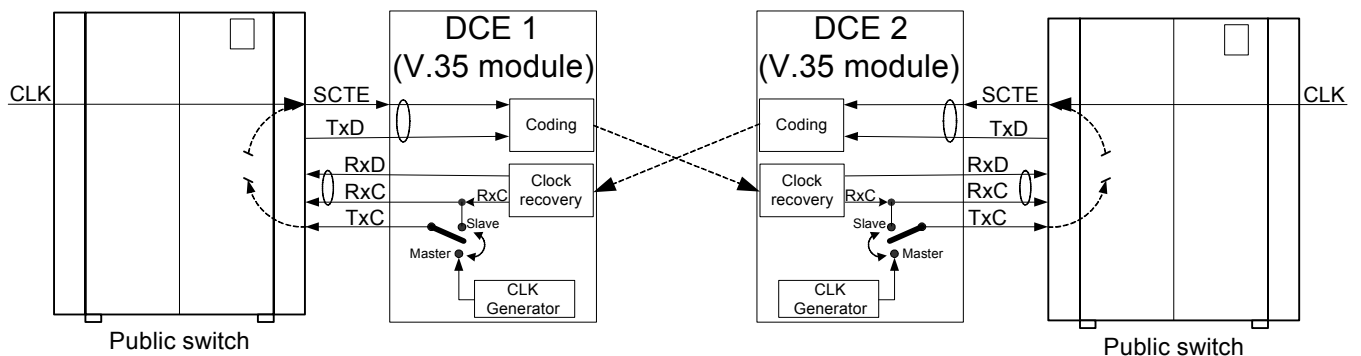 DCE 1
(V.35 module)
DCE 2
(V.35 module)
CLK
SCTE
TxD
RxD
RxC
TxC
Coding
Clock
recovery
RxC
Slave
Master
CLK
Generator
Public switch
Coding
Clock
recovery
RxC
Slave
Master
CLK
Generator
SCTE
TxD
RxD
RxC
TxC
CLK
Public switch